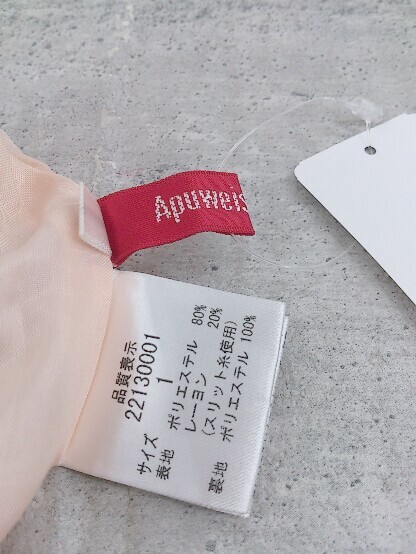 Apuweis
品質表示
22130001
サイズ 1
表地 ポリエステル 80%
レーヨン 20%
(スリット糸使用)
裏地 ポリエステル 100%